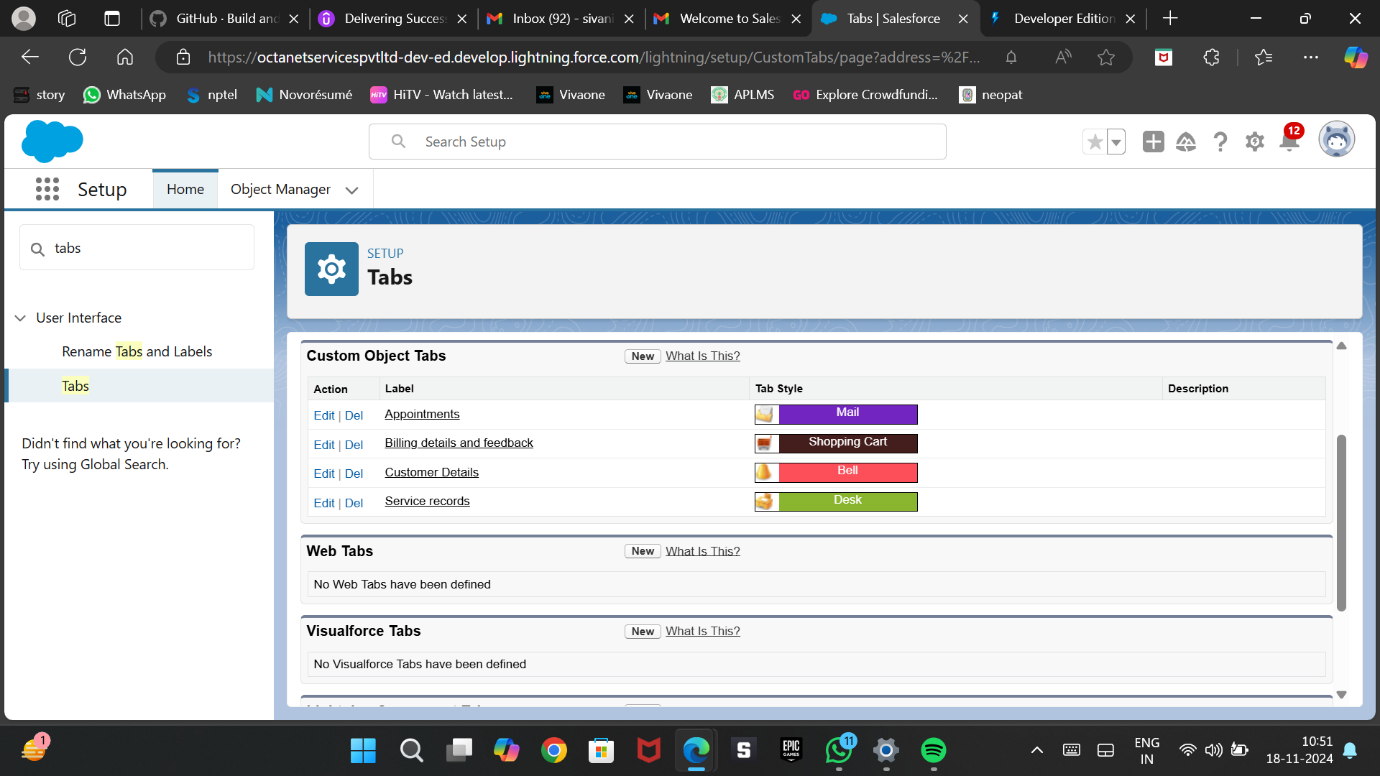 GitHub · Build and
Delivering Succes
Inbox (92) - sivani
Welcome to Sales
Tabs | Salesforce
Developer Edition
https://octanetservicespvtltd-dev-ed.develop.lightning.force.com/lightning/setup/CustomTabs/page?address=%2F...
story
WhatsApp
nptel
Novorésumé
HiTV - Watch latest...
Vivaone
Vivaone
APLMS
GO Explore Crowdfundi...
neopat
Search Setup
12
Setup
Home
Object Manager
tabs
User Interface
Rename Tabs and Labels
Tabs
Didn't find what you're looking for?
Try using Global Search.
SETUP
Tabs
Custom Object Tabs
New What Is This?
Action Label Tab Style Description
Edit | Del Appointments Mail
Edit | Del Billing details and feedback Shopping Cart
Edit | Del Customer Details Bell
Edit | Del Service records Desk
Web Tabs
New What Is This?
No Web Tabs have been defined
Visualforce Tabs
New What Is This?
No Visualforce Tabs have been defined
1
EPIC GAMES
11
ENG
IN
10:51
18-11-2024